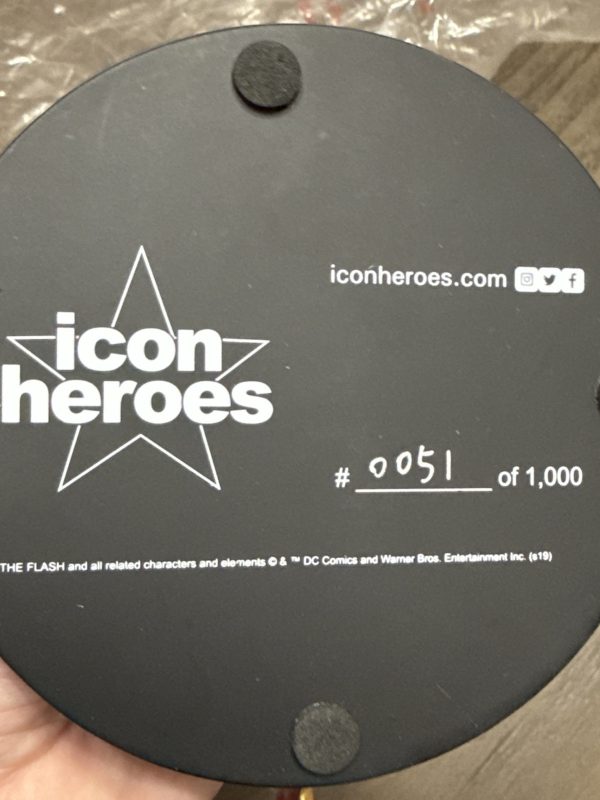 iconheroes.com
icon
heroes
# 0051 of 1,000
THE FLASH and all related characters and elements © & ™ DC Comics and Warner Bros. Entertainment Inc. (s19)